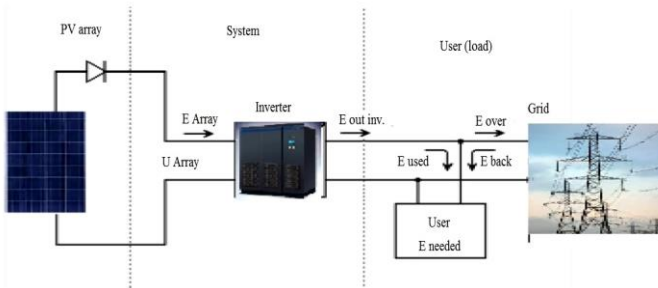 PV array
System
User (load)
E Array
Inverter
E out inv.
E over
Grid
U Array
E used
E back
User
E needed